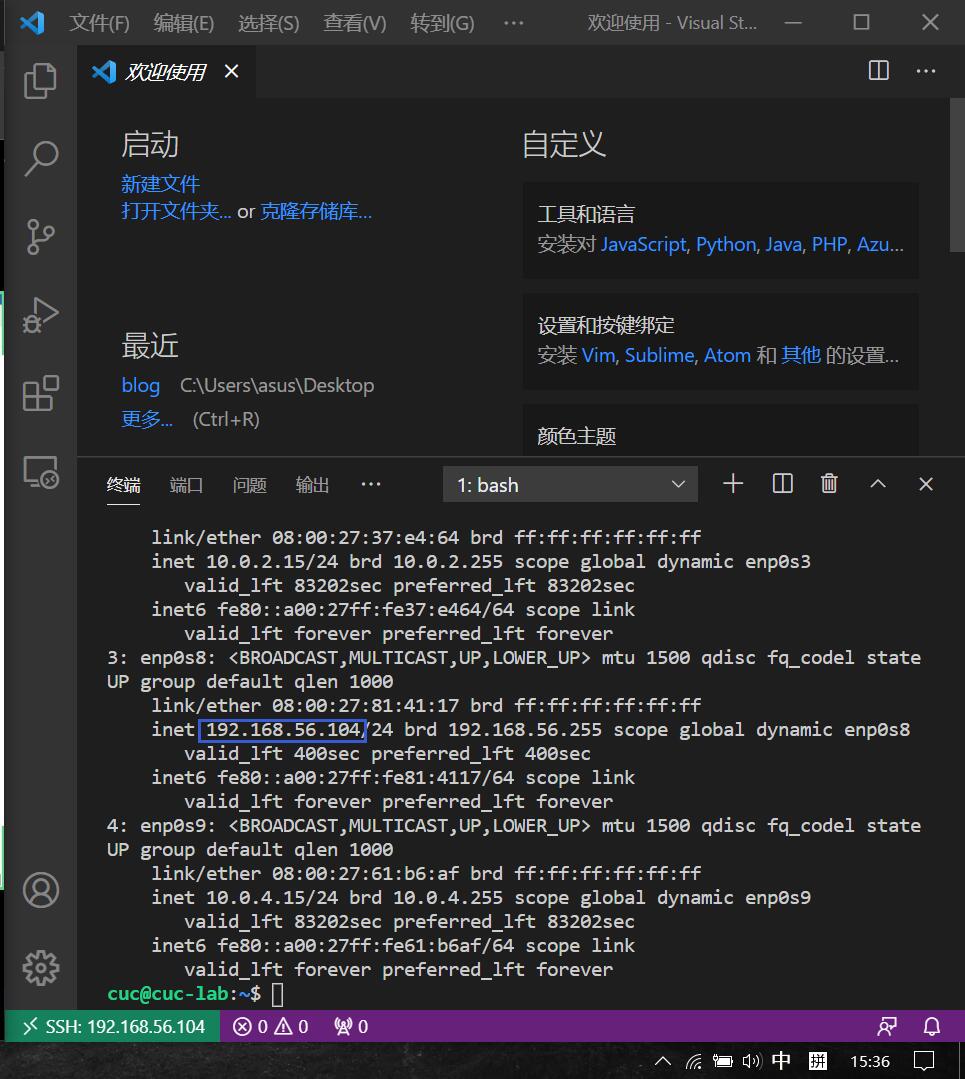 文件(F) 编辑(E) 选择(S) 查看(V) 转到(G) ··· 欢迎使用 - Visual St...
欢迎使用
启动
新建文件
打开文件夹... or 克隆存储库...
最近
blog C:\Users\asus\Desktop
更多... (Ctrl+R)
自定义
工具和语言
安装对 JavaScript, Python, Java, PHP, Azu...
设置和按键绑定
安装 Vim, Sublime, Atom 和 其他 的设置...
颜色主题
终端 端口 问题 输出 ··· 1: bash
link/ether 08:00:27:37:e4:64 brd ff:ff:ff:ff:ff:ff
inet 10.0.2.15/24 brd 10.0.2.255 scope global dynamic enp0s3
valid_lft 83202sec preferred_lft 83202sec
inet6 fe80::a00:27ff:fe37:e464/64 scope link
valid_lft forever preferred_lft forever
3: enp0s8: <BROADCAST,MULTICAST,UP,LOWER_UP> mtu 1500 qdisc fq_codel state
UP group default qlen 1000
link/ether 08:00:27:81:41:17 brd ff:ff:ff:ff:ff:ff
inet 192.168.56.104/24 brd 192.168.56.255 scope global dynamic enp0s8
valid_lft 400sec preferred_lft 400sec
inet6 fe80::a00:27ff:fe81:4117/64 scope link
valid_lft forever preferred_lft forever
4: enp0s9: <BROADCAST,MULTICAST,UP,LOWER_UP> mtu 1500 qdisc fq_codel state
UP group default qlen 1000
link/ether 08:00:27:61:b6:af brd ff:ff:ff:ff:ff:ff
inet 10.0.4.15/24 brd 10.0.4.255 scope global dynamic enp0s9
valid_lft 83202sec preferred_lft 83202sec
inet6 fe80::a00:27ff:fe61:b6af/64 scope link
valid_lft forever preferred_lft forever
cuc@cuc-lab:~$
SSH: 192.168.56.104 0 0 0
中 拼 15:36